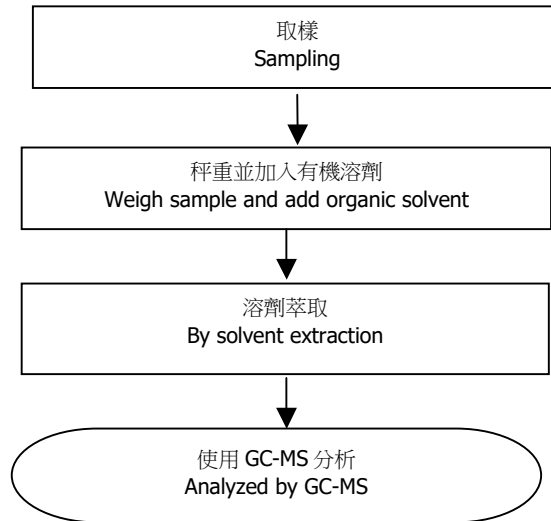 取樣
Sampling
秤重並加入有機溶劑
Weigh sample and add organic solvent
溶劑萃取
By solvent extraction
使用 GC-MS 分析
Analyzed by GC-MS